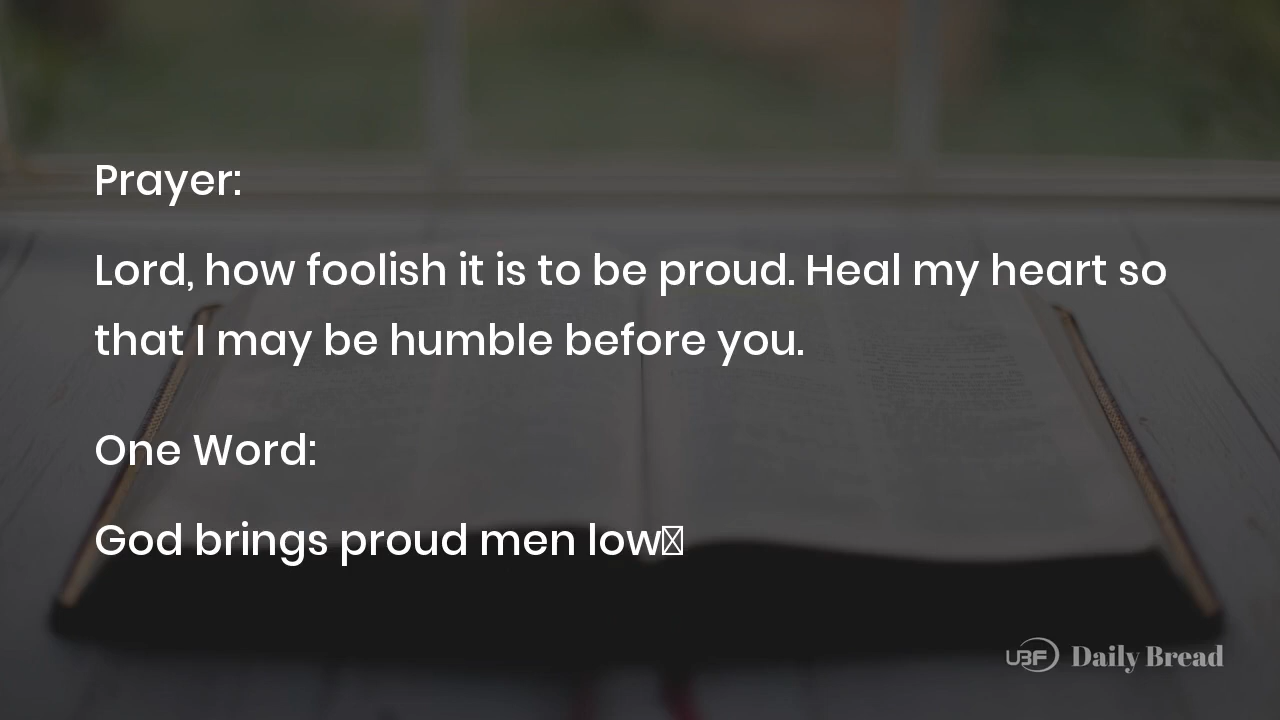 Prayer:
Lord, how foolish it is to be proud. Heal my heart so
that I may be humble before you.
One Word:
God brings proud men low
UBF Daily Bread